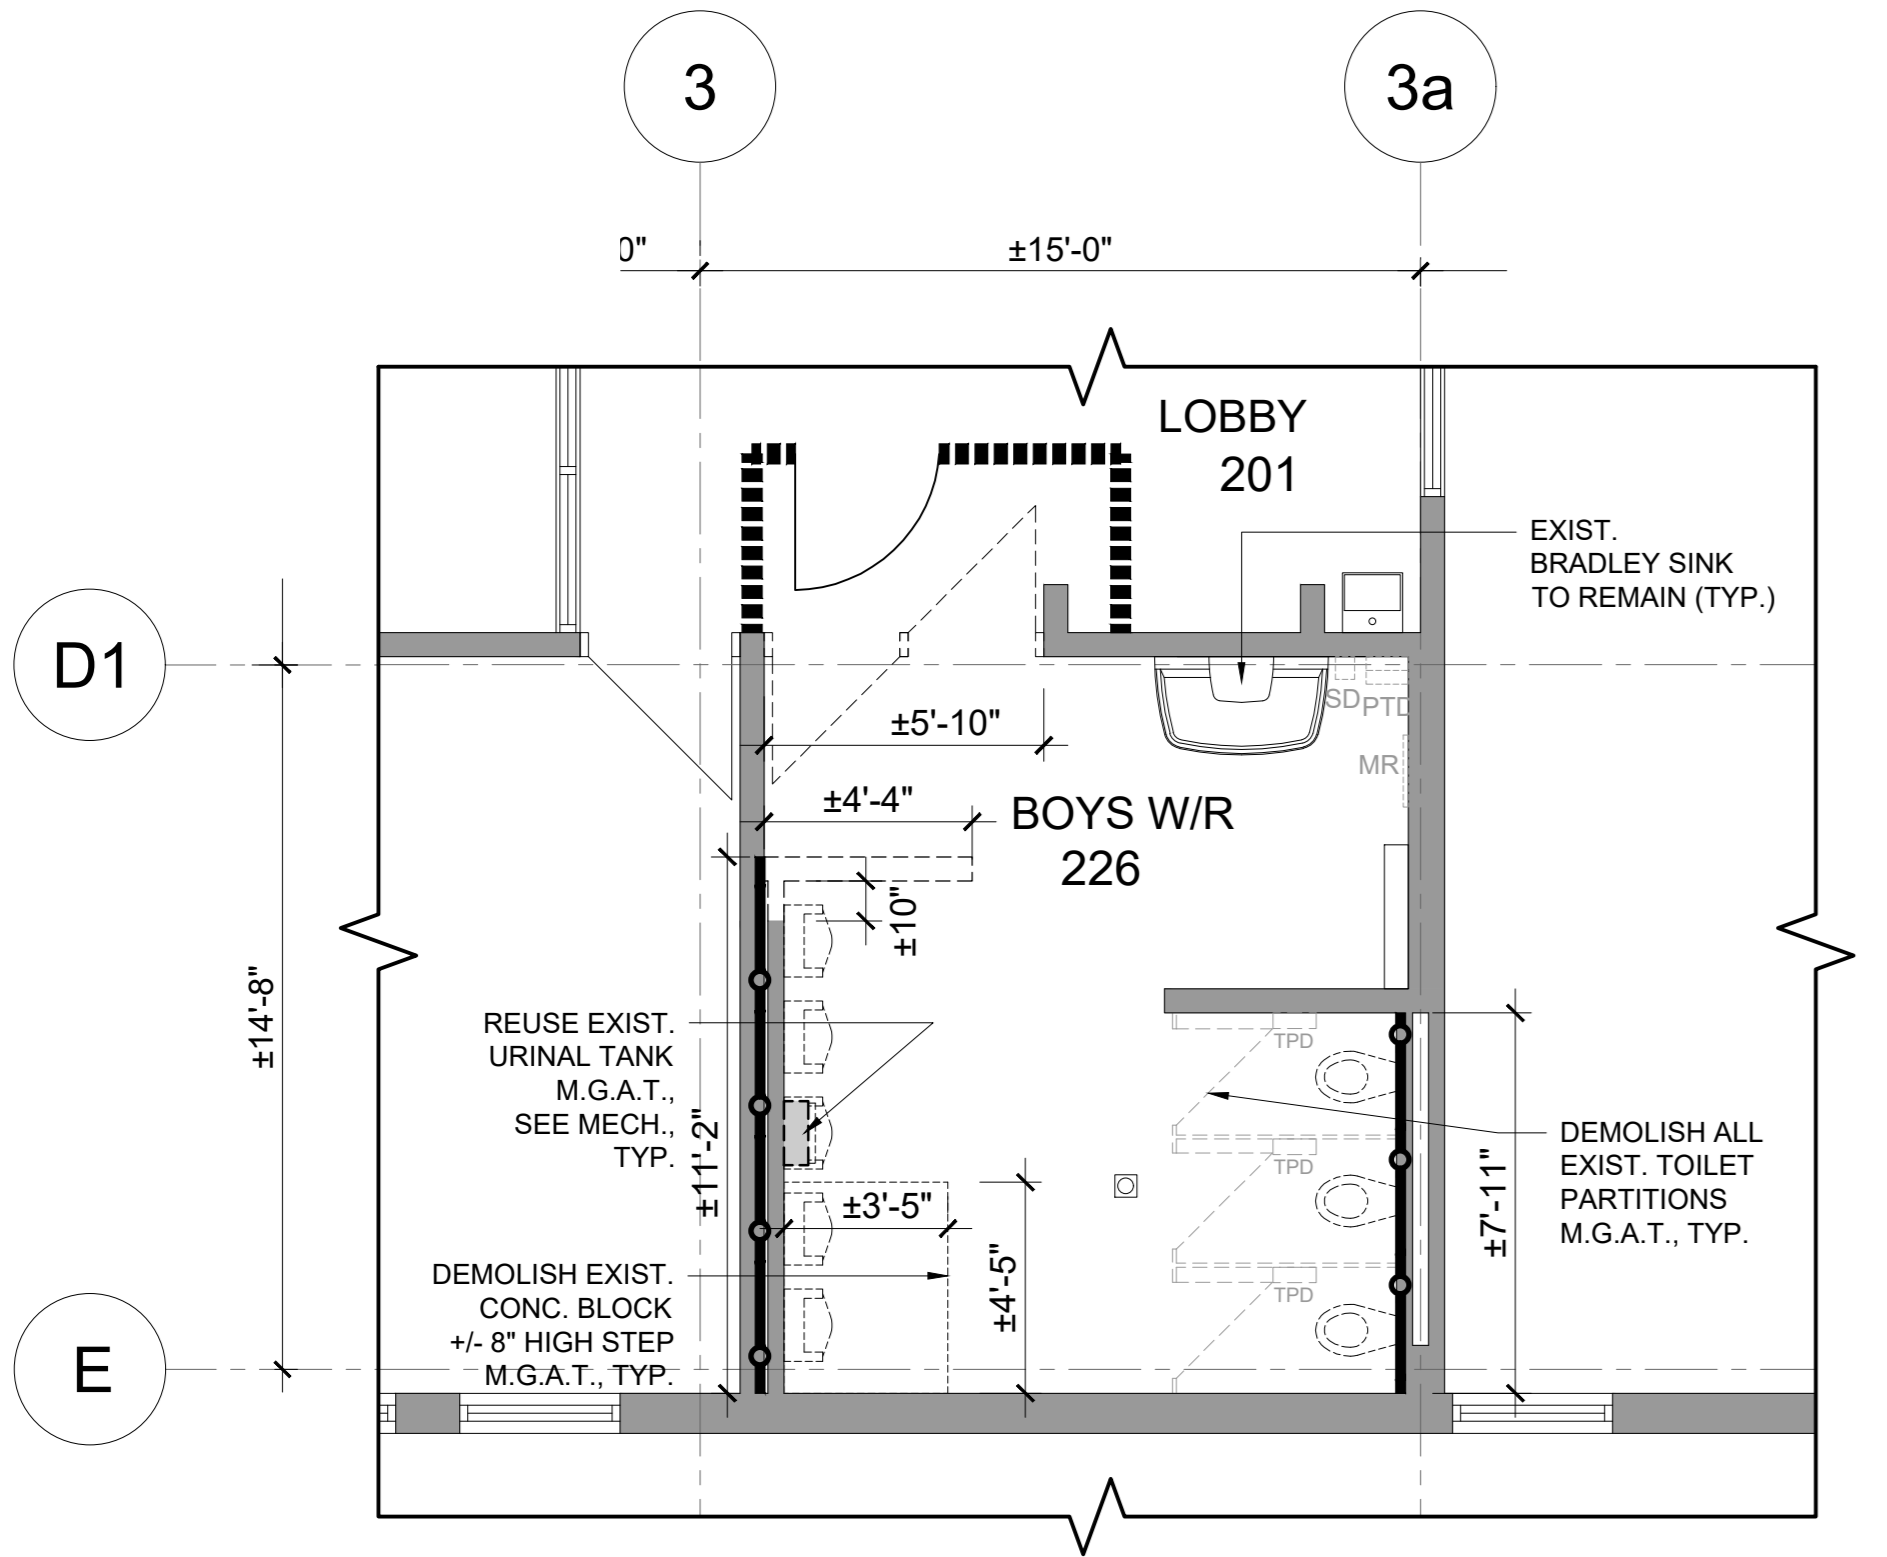 3
3a
0"
±15'-0"
LOBBY
201
EXIST.
BRADLEY SINK
TO REMAIN (TYP.)
D1
SD
PTD
±5'-10"
MR
±4'-4"
BOYS W/R
226
±10"
±14'-8"
REUSE EXIST.
URINAL TANK
M.G.A.T.,
SEE MECH.,
TYP.
±11'-2"
TPD
TPD
TPD
DEMOLISH ALL
EXIST. TOILET
PARTITIONS
M.G.A.T., TYP.
±7'-11"
±3'-5"
±4'-5"
DEMOLISH EXIST.
CONC. BLOCK
+/- 8" HIGH STEP
M.G.A.T., TYP.
E